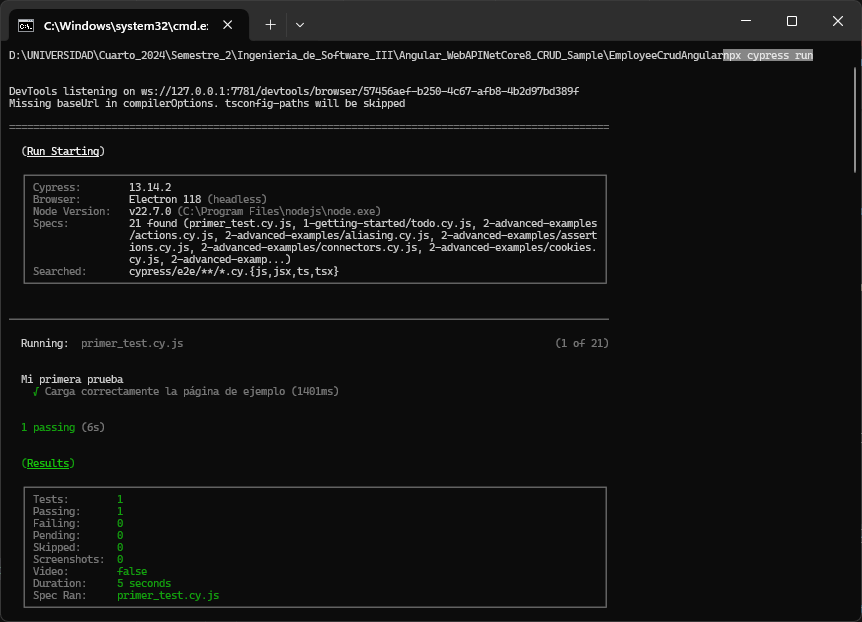 C:\Windows\system32\cmd.e:
D:\UNIVERSIDAD\Cuarto_2024\Semestre_2\Ingenieria_de_Software_III\Angular_WebAPINetCore8_CRUD_Sample\EmployeeCrudAngularnpx cypress run
DevTools listening on ws://127.0.0.1:7781/devtools/browser/57456aef-b250-4c67-afb8-4b2d97bd389f
Missing baseUrl in compilerOptions. tsconfig-paths will be skipped
(Run Starting)
Cypress: 13.14.2
Browser: Electron 118 (headless)
Node Version: v22.7.0 (C:\Program Files\nodejs\node.exe)
Specs: 21 found (primer_test.cy.js, 1-getting-started/todo.cy.js, 2-advanced-examples
/actions.cy.js, 2-advanced-examples/aliasing.cy.js, 2-advanced-examples/assert
ions.cy.js, 2-advanced-examples/connectors.cy.js, 2-advanced-examples/cookies.
cy.js, 2-advanced-examp...)
Searched: cypress/e2e/**/*.cy.{js,jsx,ts,tsx}
Running: primer_test.cy.js (1 of 21)
Mi primera prueba
√ Carga correctamente la página de ejemplo (1401ms)
1 passing (6s)
(Results)
Tests: 1
Passing: 1
Failing: 0
Pending: 0
Skipped: 0
Screenshots: 0
Video: false
Duration: 5 seconds
Spec Ran: primer_test.cy.js